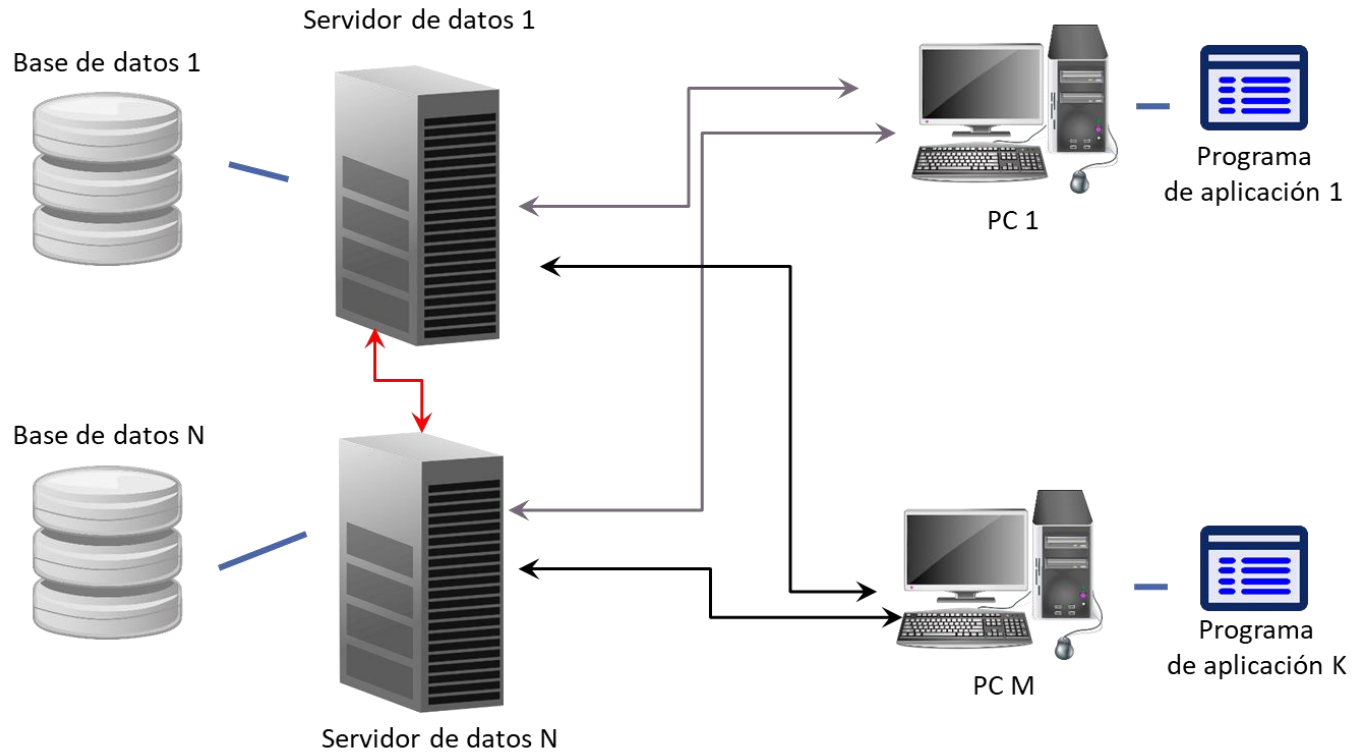 Servidor de datos 1
Base de datos 1
Programa
de aplicación 1
PC 1
Base de datos N
Programa
de aplicación K
PC M
Servidor de datos N